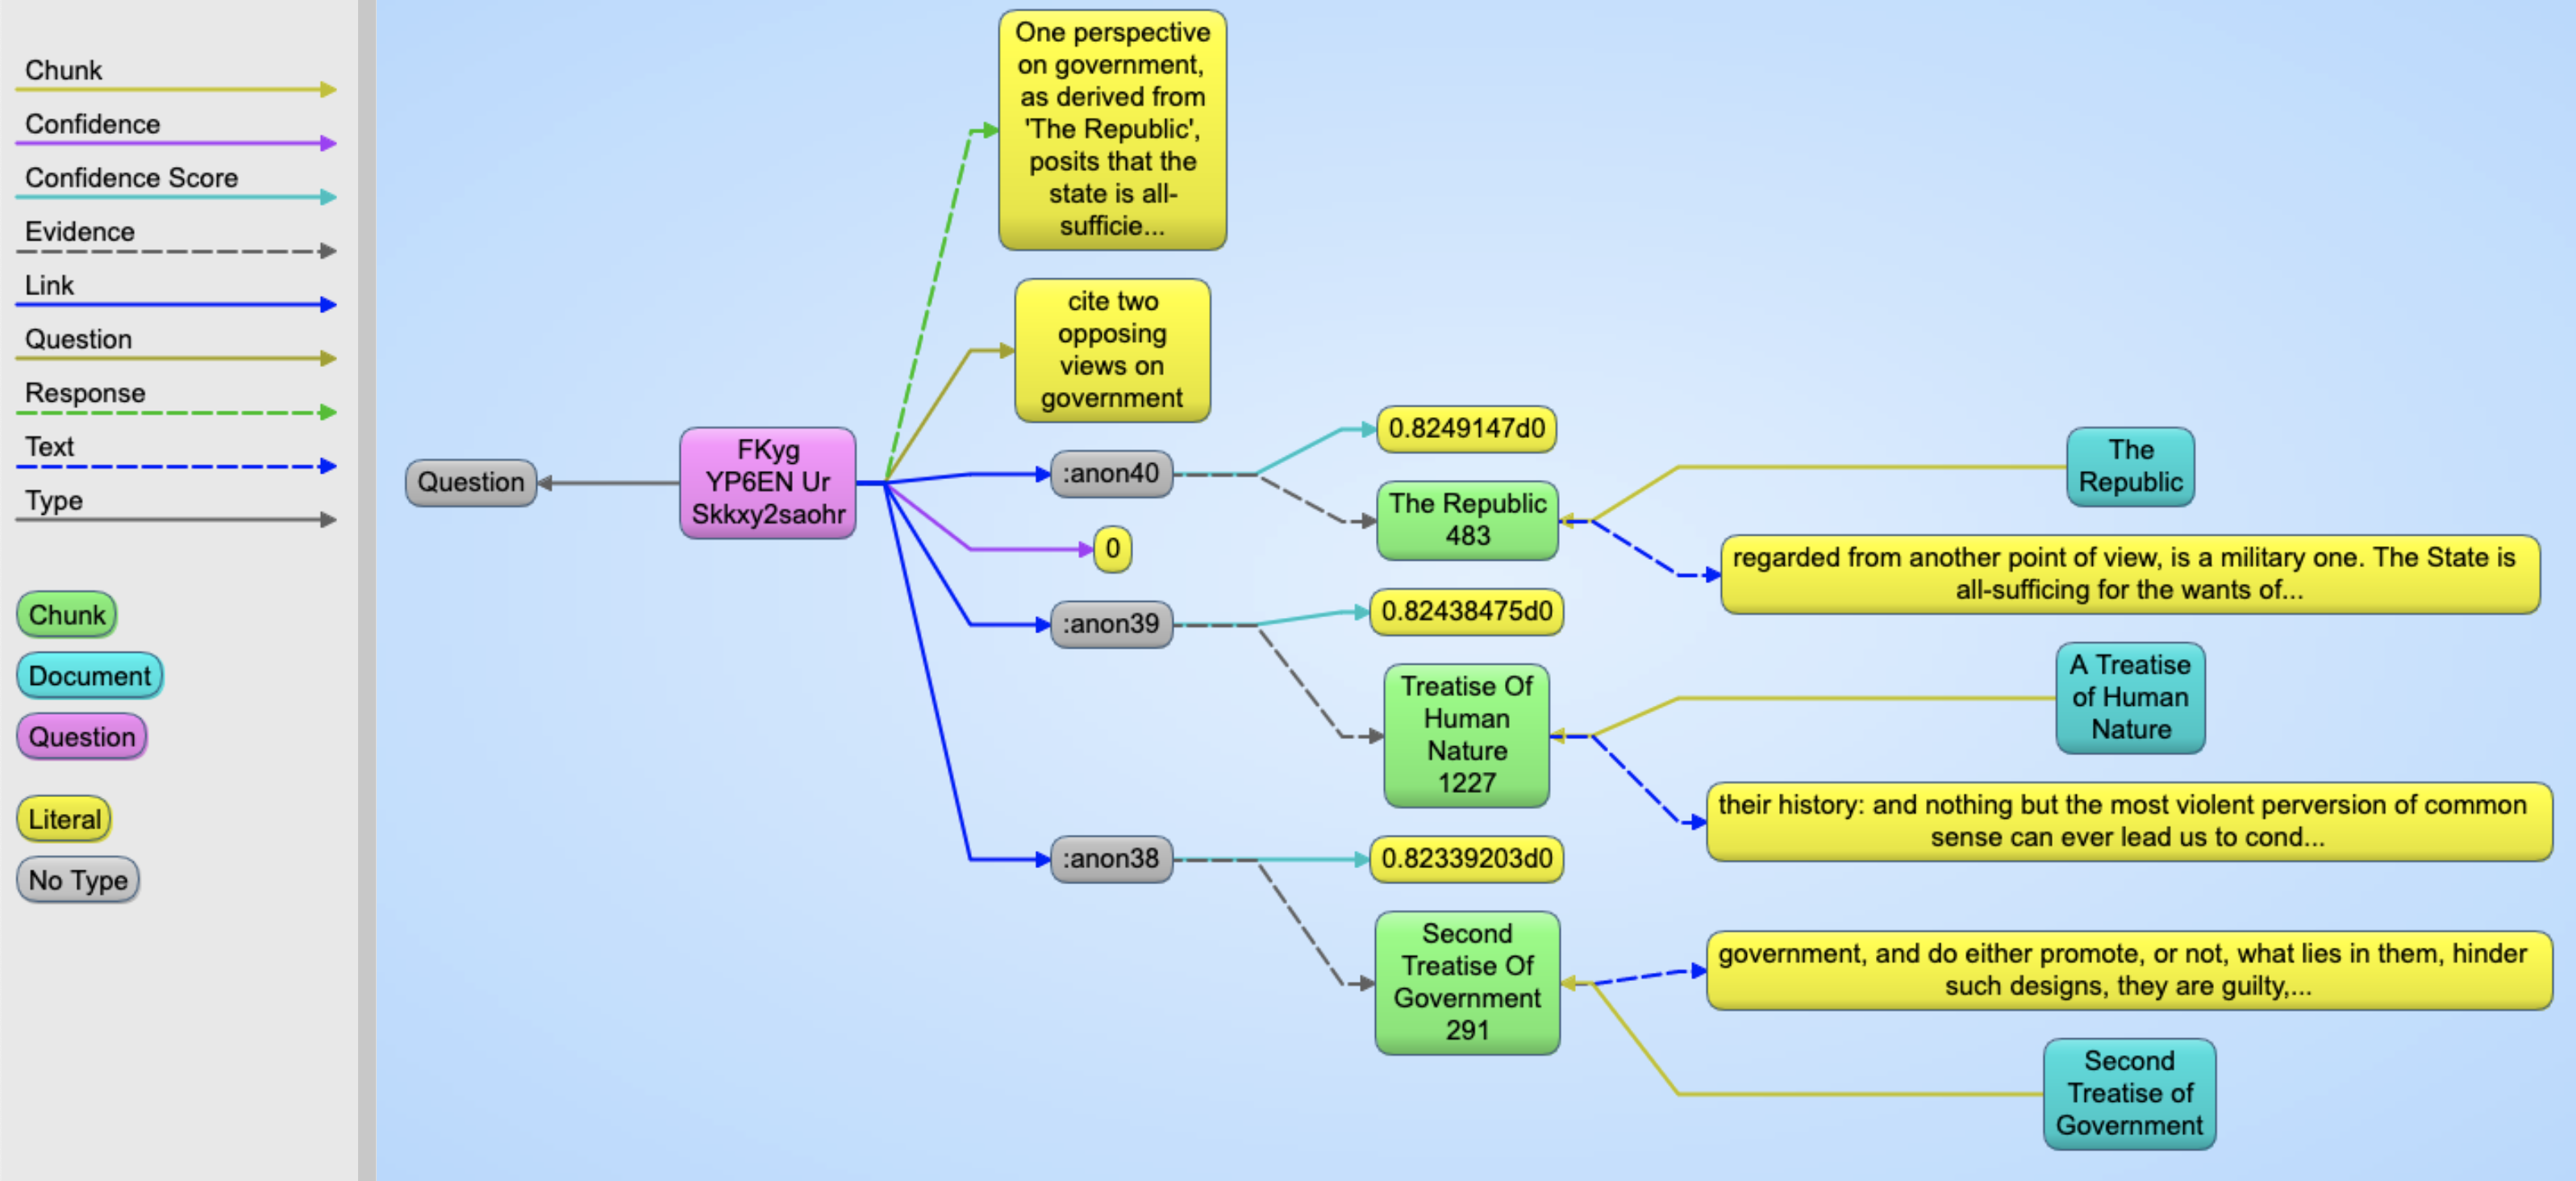 Chunk
Confidence
Confidence Score
Evidence
Link
Question
Response
Text
Type
Chunk
Document
Question
Literal
No Type
Question
FKyg
YP6EN Ur
Skkxy2saohr
One perspective
on government,
as derived from
'The Republic',
posits that the
state is all-
sufficie...
cite two
opposing
views on
government
:anon40
0
:anon39
:anon38
0.8249147d0
The Republic
483
The
Republic
regarded from another point of view, is a military one. The State is
all-sufficing for the wants of...
0.82438475d0
Treatise Of
Human
Nature
1227
A Treatise
of Human
Nature
their history: and nothing but the most violent perversion of common
sense can ever lead us to cond...
0.82339203d0
Second
Treatise Of
Government
291
government, and do either promote, or not, what lies in them, hinder
such designs, they are guilty,...
Second
Treatise of
Government